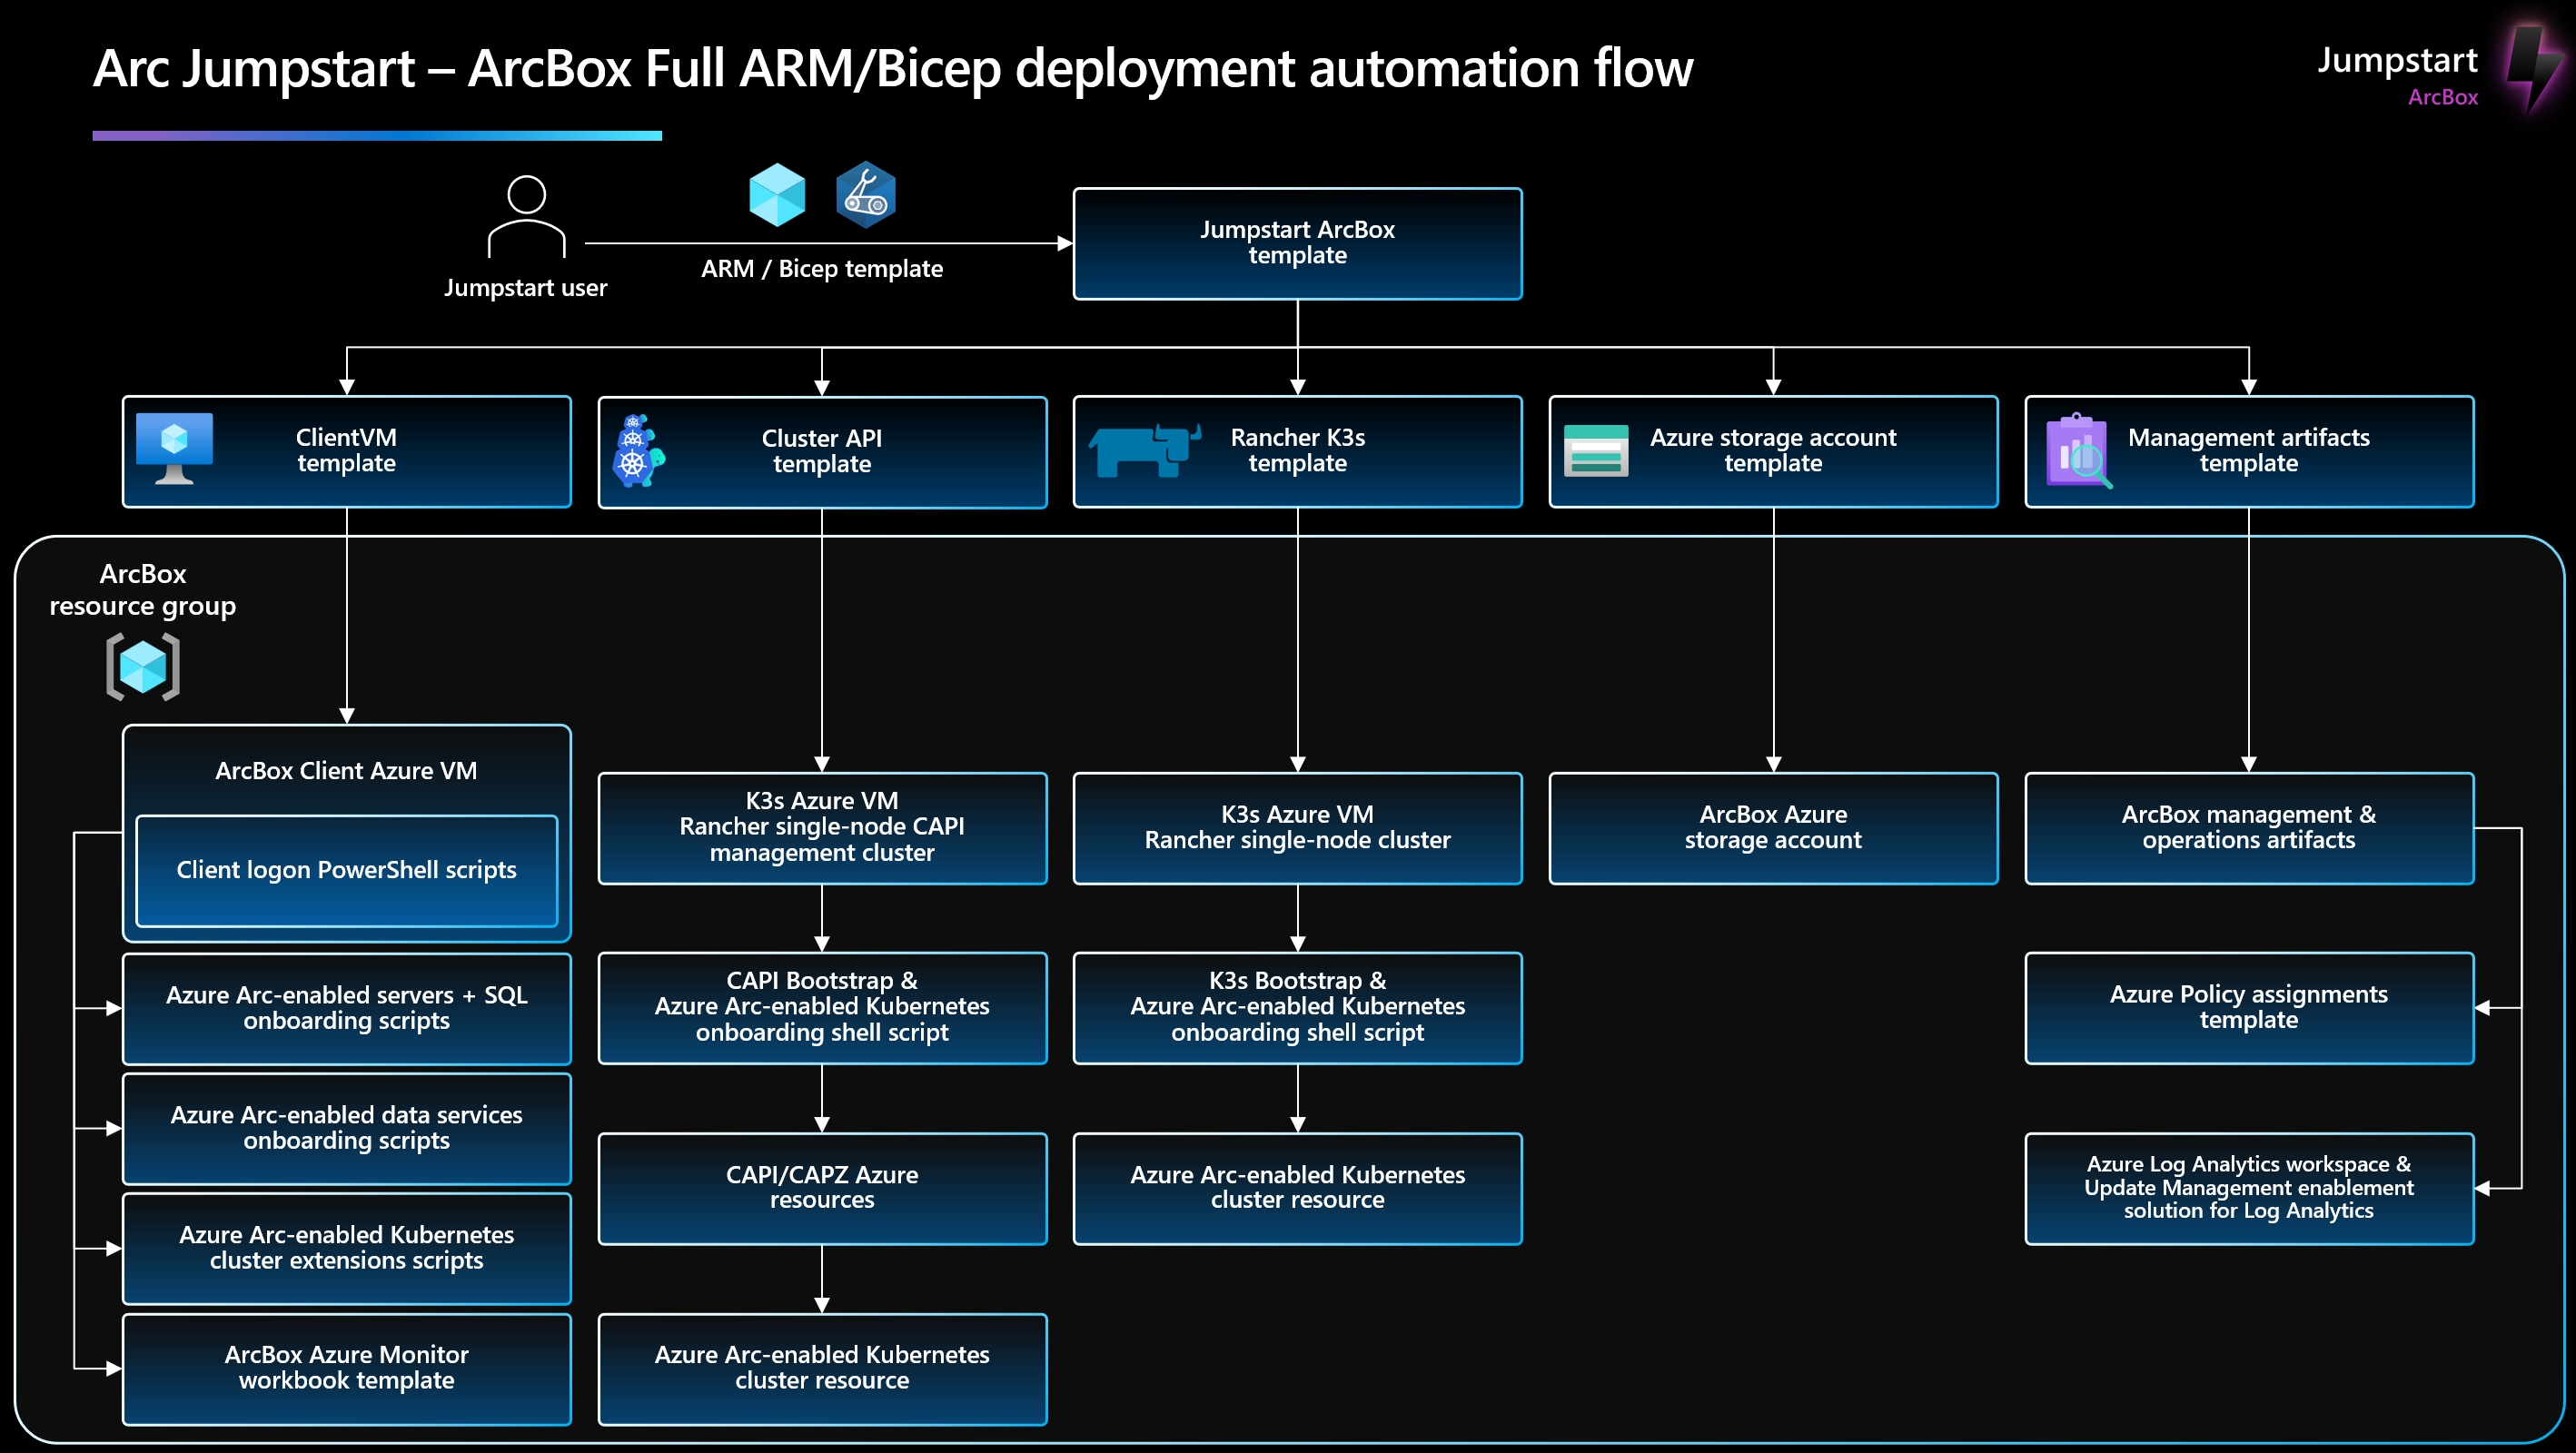 Arc Jumpstart – ArcBox Full ARM/Bicep deployment automation flow
Jumpstart
ArcBox
Jumpstart user
ARM / Bicep template
Jumpstart ArcBox
template
ClientVM
template
Cluster API
template
Rancher K3s
template
Azure storage account
template
Management artifacts
template
ArcBox
resource group
ArcBox Client Azure VM
Client logon PowerShell scripts
Azure Arc-enabled servers + SQL
onboarding scripts
Azure Arc-enabled data services
onboarding scripts
Azure Arc-enabled Kubernetes
cluster extensions scripts
ArcBox Azure Monitor
workbook template
K3s Azure VM
Rancher single-node CAPI
management cluster
CAPI Bootstrap &
Azure Arc-enabled Kubernetes
onboarding shell script
CAPI/CAPZ Azure
resources
Azure Arc-enabled Kubernetes
cluster resource
K3s Azure VM
Rancher single-node cluster
K3s Bootstrap &
Azure Arc-enabled Kubernetes
onboarding shell script
Azure Arc-enabled Kubernetes
cluster resource
ArcBox Azure
storage account
ArcBox management &
operations artifacts
Azure Policy assignments
template
Azure Log Analytics workspace &
Update Management enablement
solution for Log Analytics